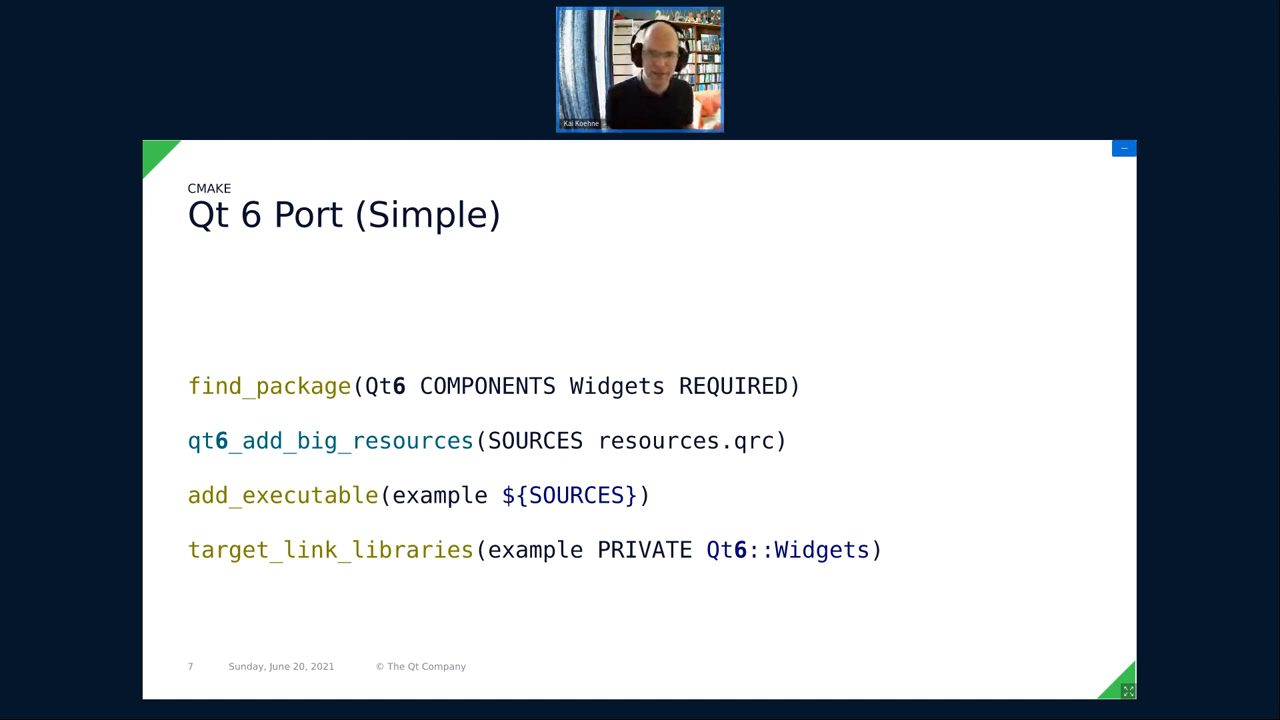 Kai Koehne
CMAKE
Qt 6 Port (Simple)
find_package(Qt6 COMPONENTS Widgets REQUIRED)
qt6_add_big_resources(SOURCES resources.qrc)
add_executable(example ${SOURCES})
target_link_libraries(example PRIVATE Qt6::Widgets)
7 Sunday, June 20, 2021 © The Qt Company